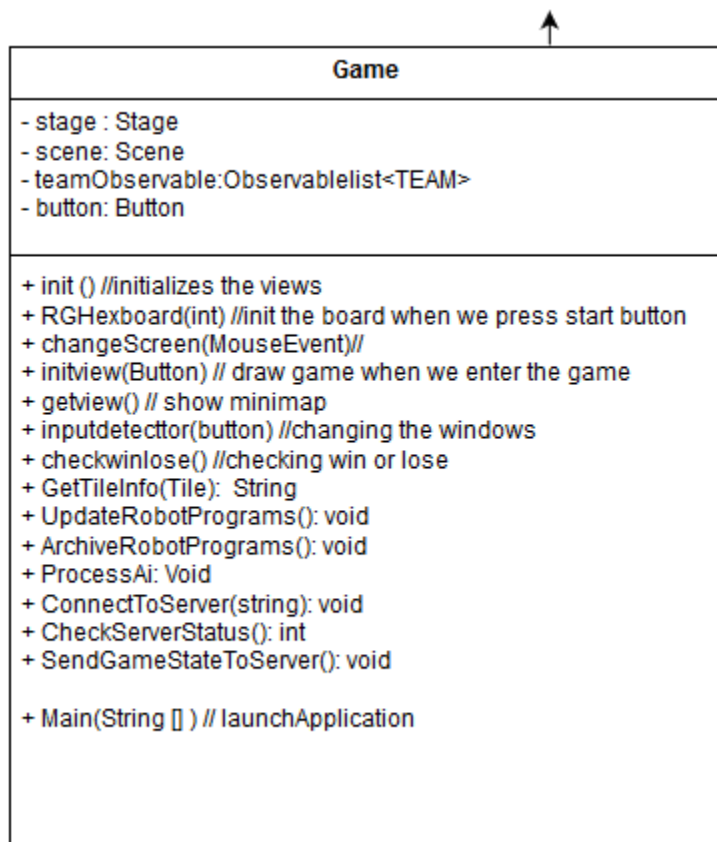 Game
- stage : Stage
- scene: Scene
- teamObservable:Observablelist<TEAM>
- button: Button
+ init () //initializes the views
+ RGHexboard(int) //init the board when we press start button
+ changeScreen(MouseEvent)//
+ initview(Button) // draw game when we enter the game
+ getview() // show minimap
+ inputdetecttor(button) //changing the windows
+ checkwinlose() //checking win or lose
+ GetTileInfo(Tile):  String
+ UpdateRobotPrograms(): void
+ ArchiveRobotPrograms(): void
+ ProcessAi: Void
+ ConnectToServer(string): void
+ CheckServerStatus(): int
+ SendGameStateToServer(): void
+ Main(String [] ) // launchApplication